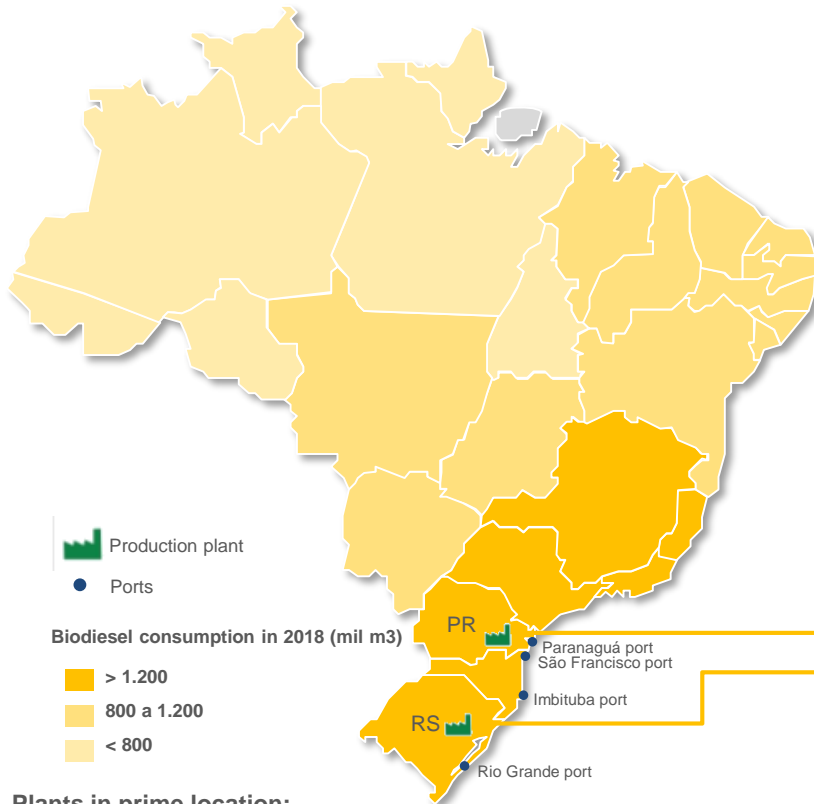 Production plant
Ports
Biodiesel consumption in 2018 (mil m3)
> 1.200
800 a 1.200
< 800
PR
Paranaguá port
São Francisco port
Imbituba port
RS
Rio Grande port
Plants in prime location: